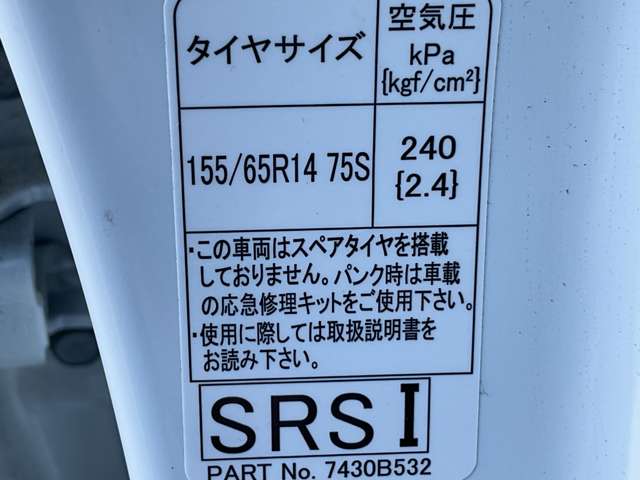 タイヤサイズ
空気圧
kPa
{kgf/cm²}
155/65R14 75S
240
{2.4}
・この車両はスペアタイヤを搭載
しておりません。パンク時は車載
の応急修理キットをご使用下さい。
・使用に際しては取扱説明書を
お読み下さい。
SRS I
PART No. 7430B532